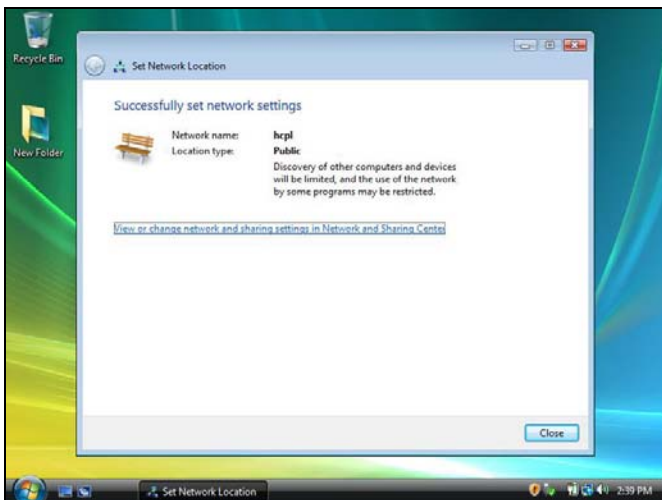 Recycle Bin
New Folder
Set Network Location
Successfully set network settings
Network name: hcpl
Location type: Public
Discovery of other computers and devices
will be limited, and the use of the network
by some programs may be restricted.
View or change network and sharing settings in Network and Sharing Center
Close
Set Network Location
2:39 PM